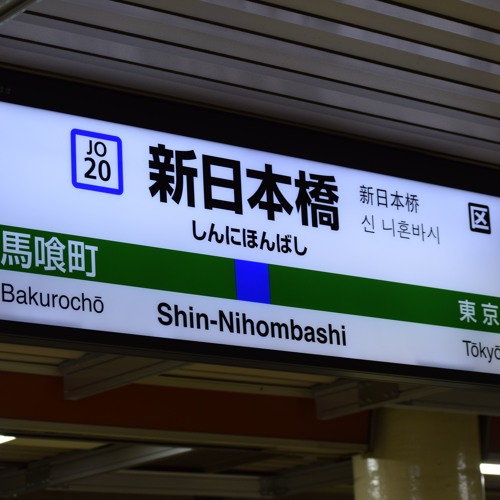 JO
20
新日本橋
しんにほんばし
新日本桥
신 니혼바시
区
馬喰町
Bakurochō
Shin-Nihombashi
東京
Tōkyō